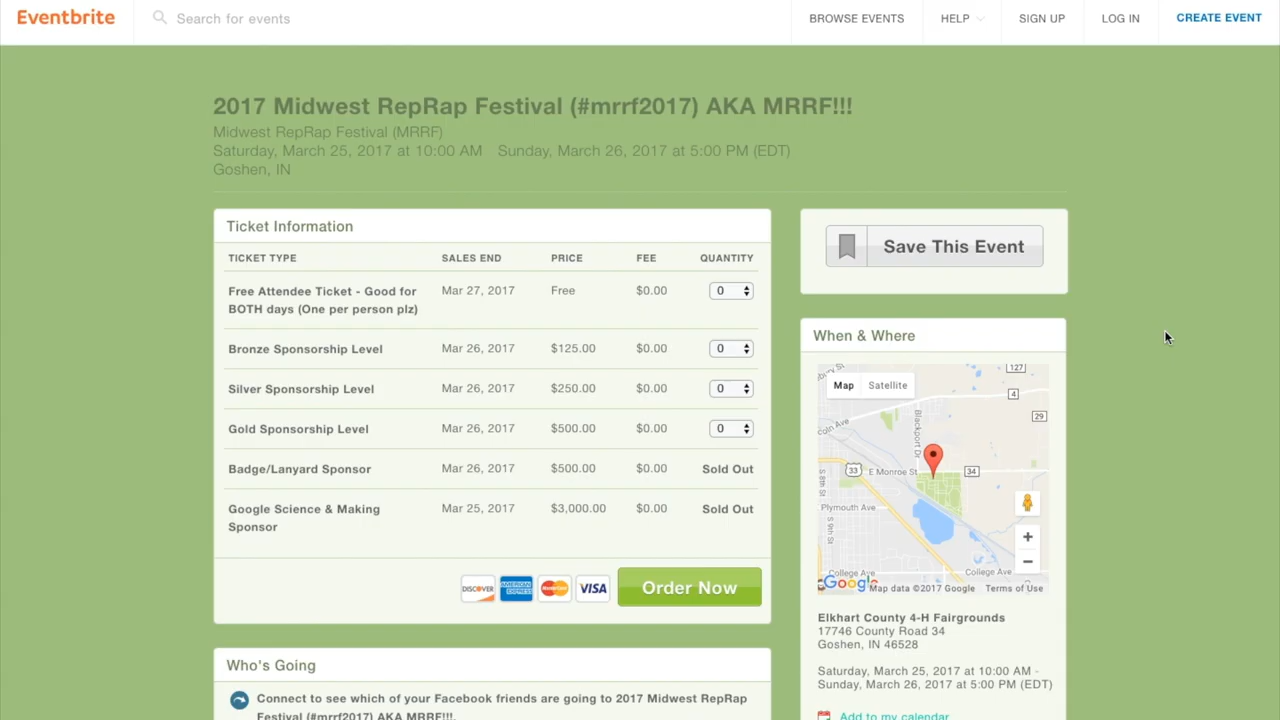 Eventbrite
Search for events
BROWSE EVENTS
HELP
SIGN UP
LOG IN
CREATE EVENT
2017 Midwest RepRap Festival (#mrrf2017) AKA MRRF!!!
Midwest RepRap Festival (MRRF)
Saturday, March 25, 2017 at 10:00 AM Sunday, March 26, 2017 at 5:00 PM (EDT)
Goshen, IN
Ticket Information
TICKET TYPE SALES END PRICE FEE QUANTITY
Free Attendee Ticket - Good for Mar 27, 2017 Free $0.00 0
BOTH days (One per person plz)
Bronze Sponsorship Level Mar 26, 2017 $125.00 $0.00 0
Silver Sponsorship Level Mar 26, 2017 $250.00 $0.00 0
Gold Sponsorship Level Mar 26, 2017 $500.00 $0.00 0
Badge/Lanyard Sponsor Mar 26, 2017 $500.00 $0.00 Sold Out
Google Science & Making Mar 25, 2017 $3,000.00 $0.00 Sold Out
Sponsor
DISCOVER
AMERICAN EXPRESS
MasterCard
VISA
Order Now
Who's Going
Connect to see which of your Facebook friends are going to 2017 Midwest RepRap
Festival (#mrrf2017) AKA MRRF!!!.
Save This Event
When & Where
Map
Satellite
127
4
29
Blackport Dr
33
E Monroe St
34
S 8th St
Plymouth Ave
S 9th St
College Ave
College Ave
Google
Map data ©2017 Google
Terms of Use
Elkhart County 4-H Fairgrounds
17746 County Road 34
Goshen, IN 46528
Saturday, March 25, 2017 at 10:00 AM -
Sunday, March 26, 2017 at 5:00 PM (EDT)
Add to my calendar